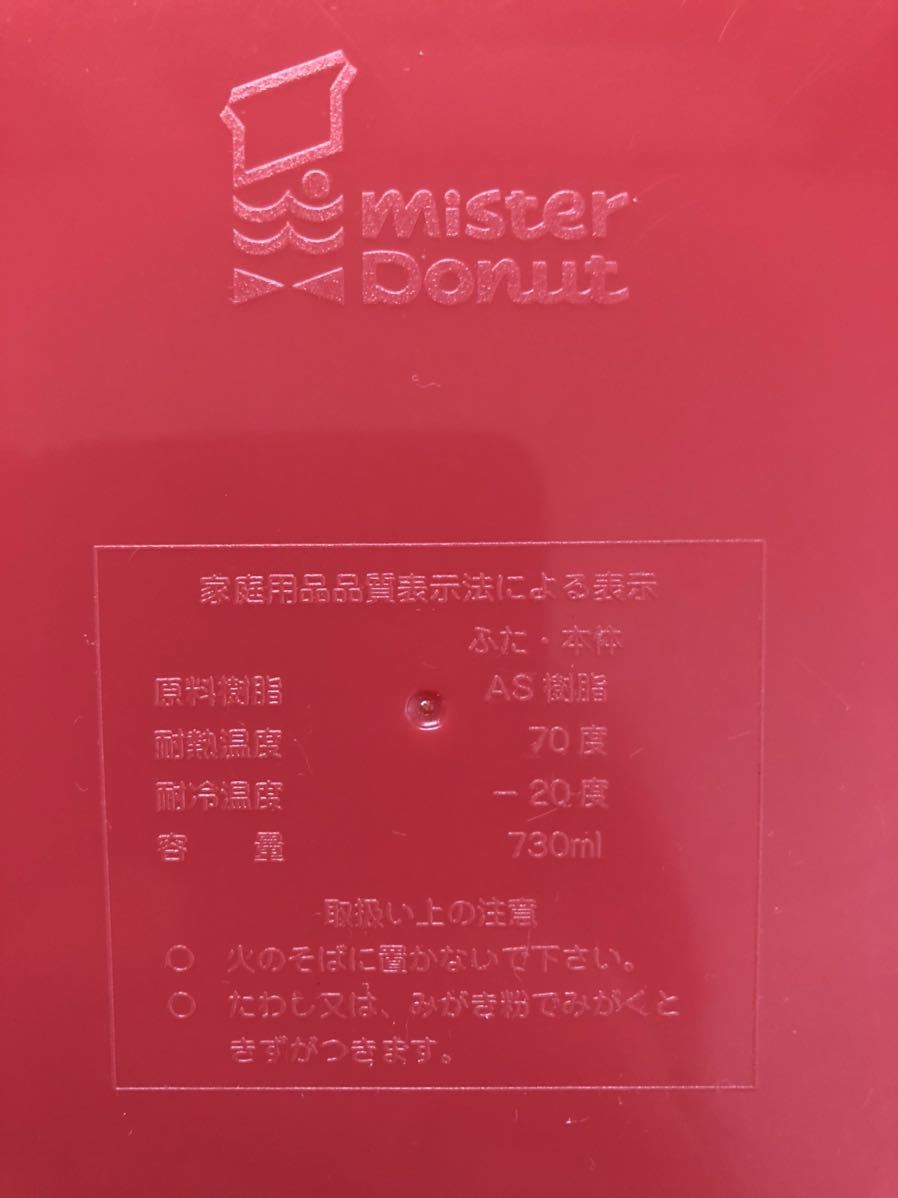 mister
Donut
家庭用品品質表示法による表示
ふた・本体
原料樹脂 AS樹脂
耐熱温度 70度
耐冷温度 -20度
容 量 730ml
取扱い上の注意
○ 火のそばに置かないで下さい。
○ たわし又は、みがき粉でみがくと
きずがつきます。